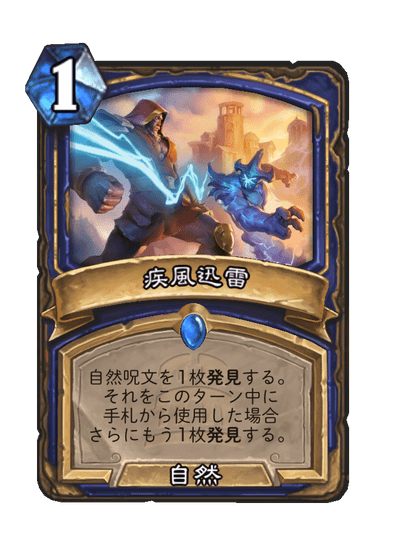 1
疾風迅雷
自然呪文を1枚発見する。
それをこのターン中に
手札から使用した場合
さらにもう1枚発見する。
自然